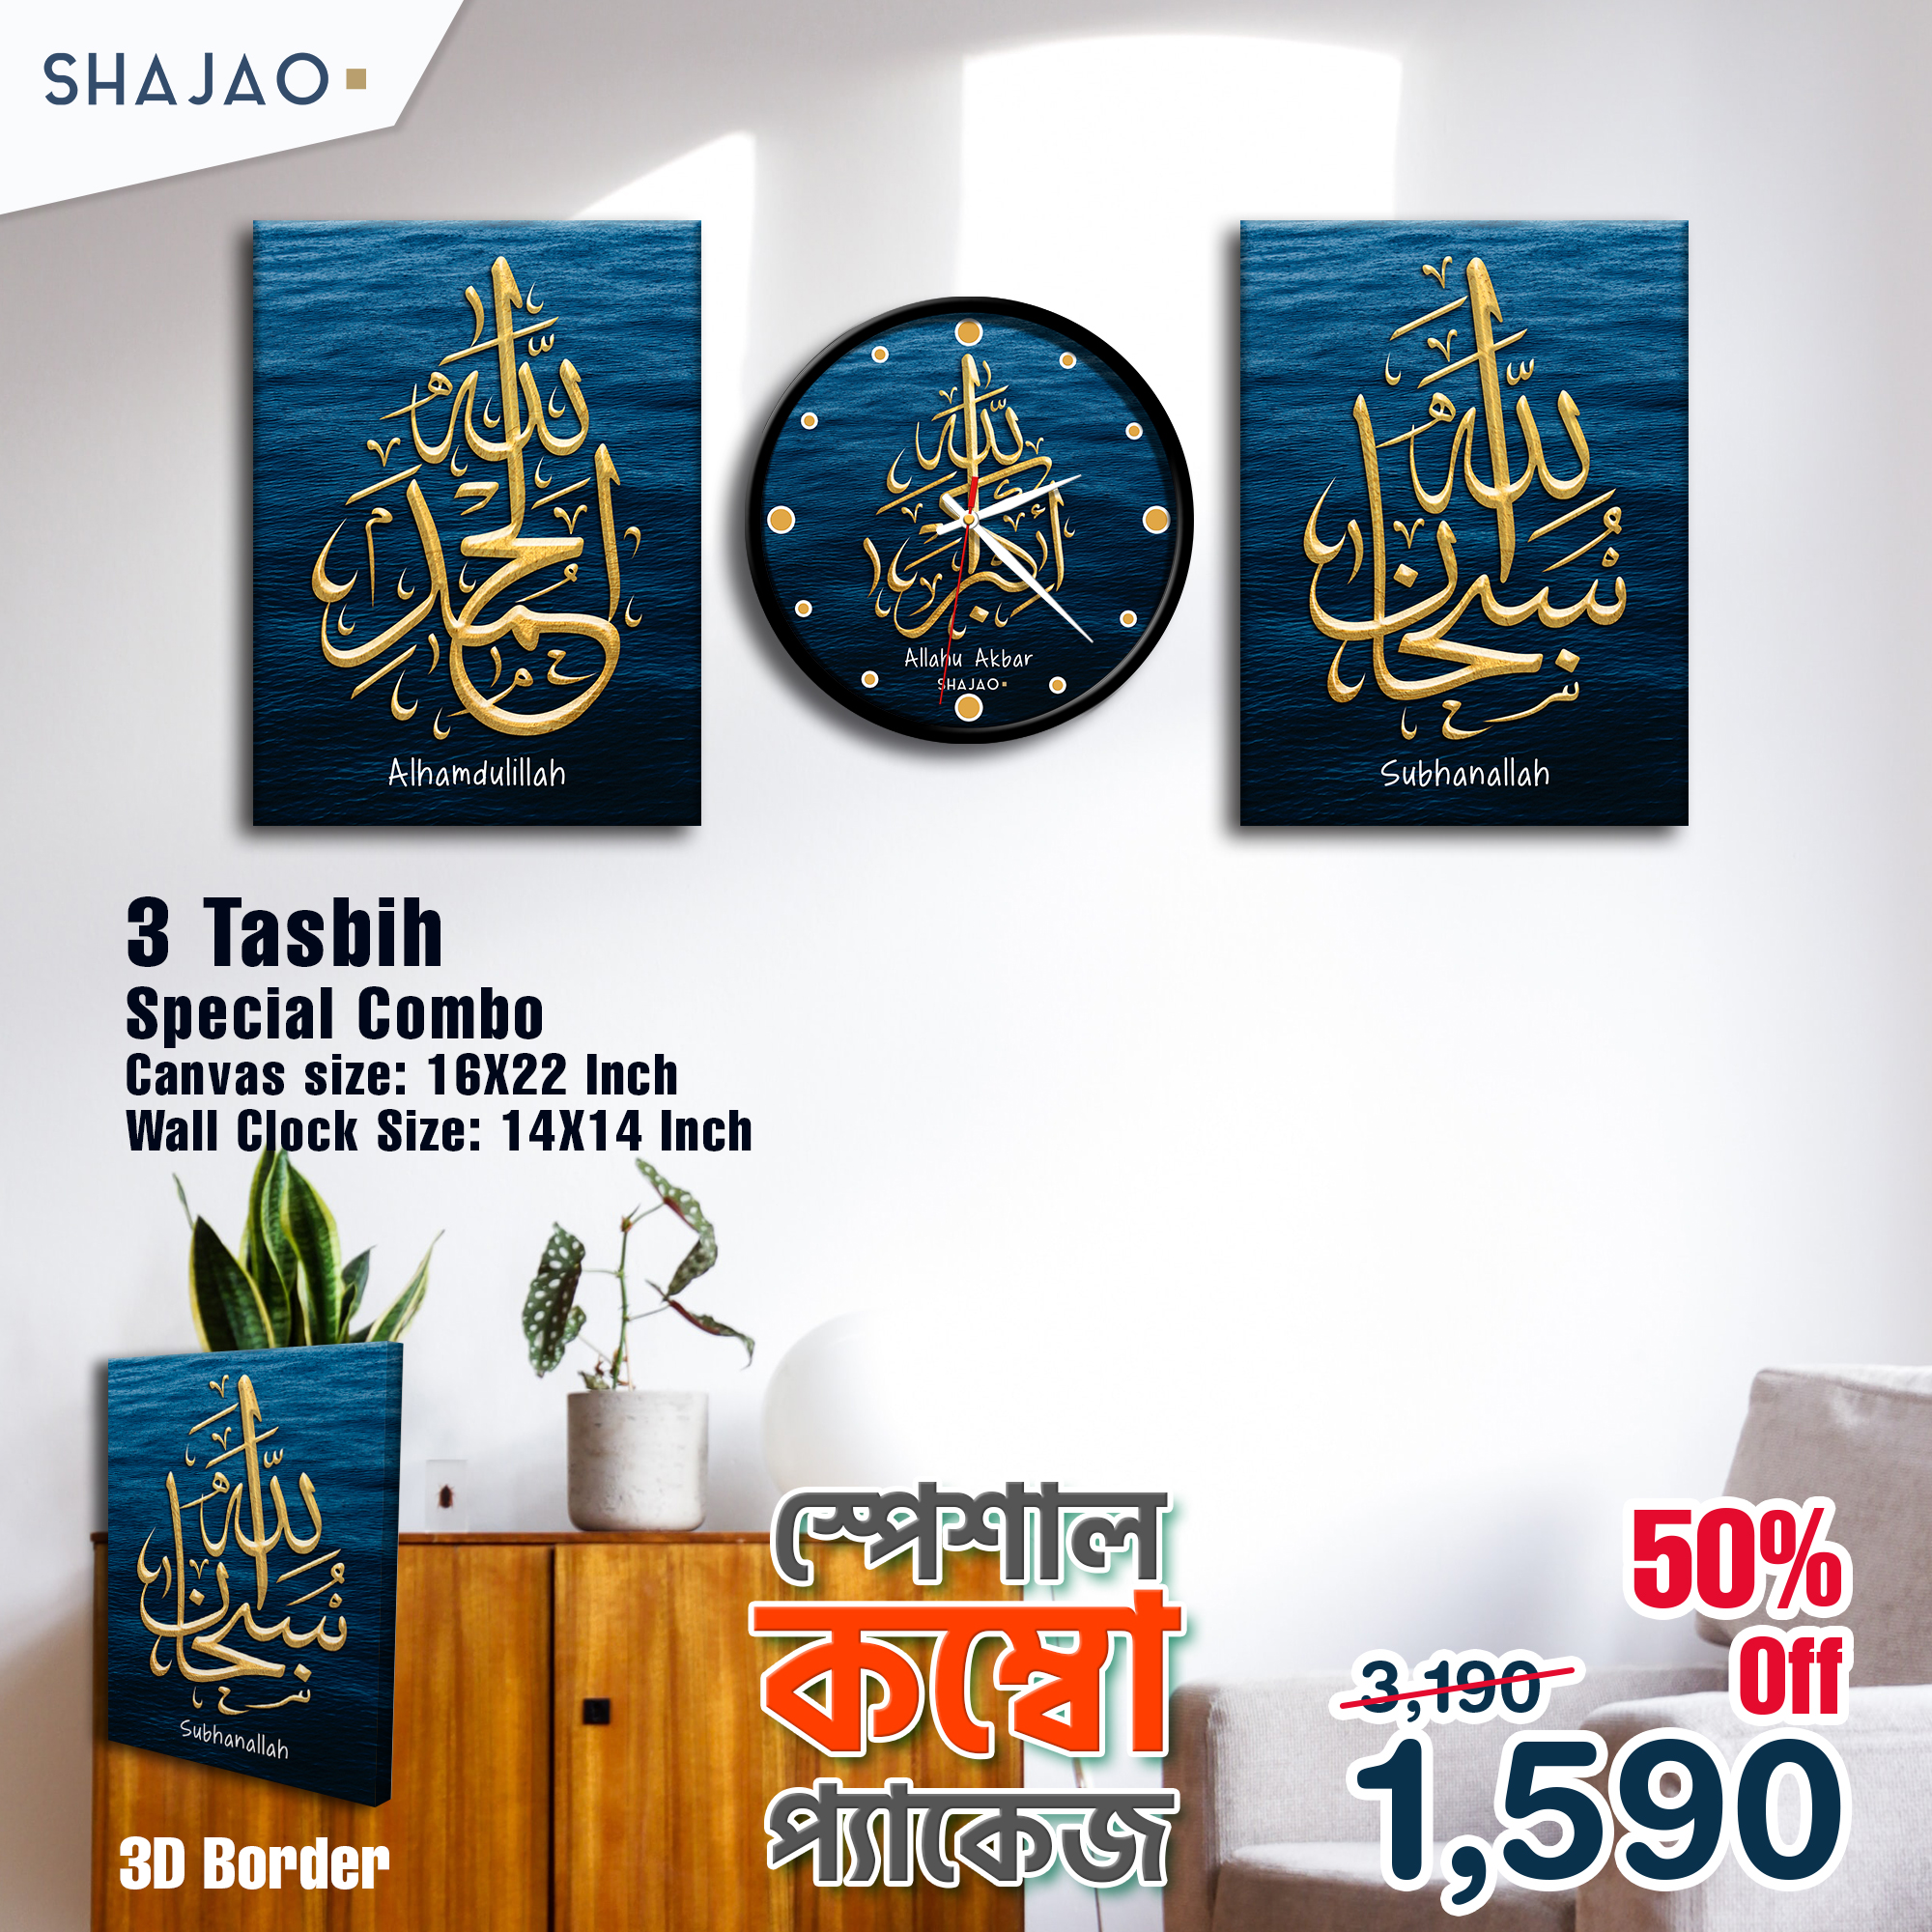 SHAJAO
الحمد لله
Alhamdulillah
الله أكبر
Allahu Akbar
SHAJAO
سبحان الله
Subhanallah
3 Tasbih
Special Combo
Canvas size: 16X22 Inch
Wall Clock Size: 14X14 Inch
سبحان الله
Subhanallah
3D Border
স্পেশাল
কম্বো
প্যাকেজ
50%
Off
3,190
1,590